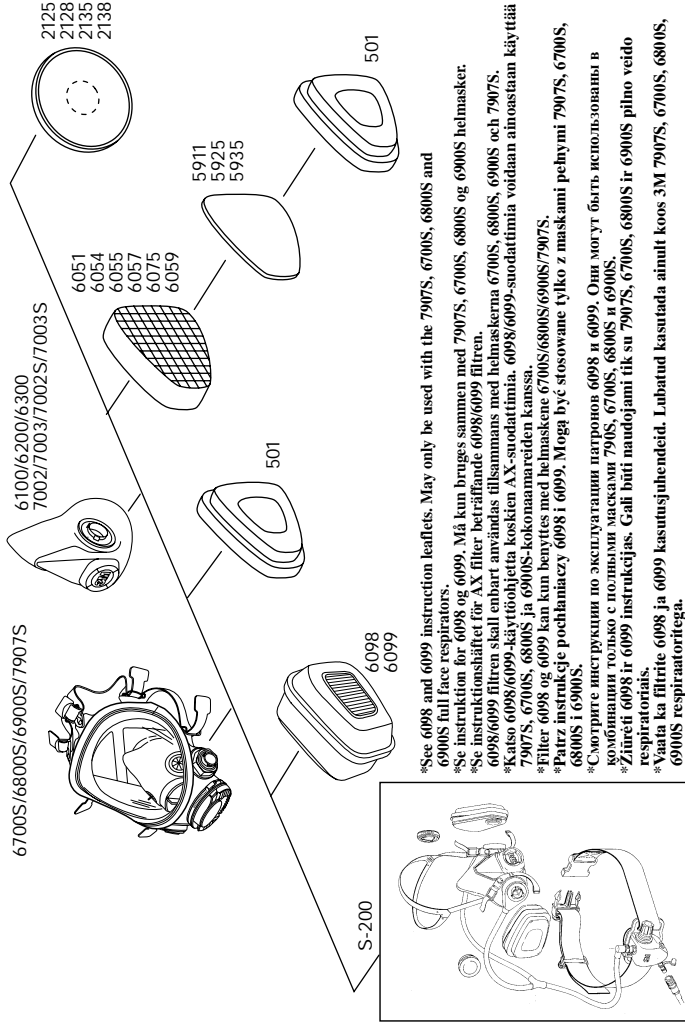 6700S/6800S/6900S/7907S
6100/6200/6300
7002/7003/7002S/7003S
2125
2128
2135
2138
6051
6054
6055
6057
6075
6059
5911
5925
5935
501
501
6098
6099
S-200
*See 6098 and 6099 instruction leaflets. May only be used with the 7907S, 6700S, 6800S and
6900S full face respirators.
*Se instruktion for 6098 og 6099. Må kun bruges sammen med 7907S, 6700S, 6800S og 6900S helmasker.
*Se instruktionshäftet för AX filter beträffande 6098/6099 filtren.
6098/6099 filtren skall enbart användas tillsammans med helmaskerna 6700S, 6800S, 6900S och 7907S.
*Katso 6098/6099-käyttöohjetta koskien AX-suodattimia. 6098/6099-suodattimia voidaan ainoastaan käyttää
7907S, 6700S, 6800S ja 6900S-kokonaamareiden kanssa.
*Filter 6098 og 6099 kan kun benyttes med helmaskene 6700S/6800S/6900S/7907S.
*Patrz instrukcje pochłaniaczy 6098 i 6099. Mogą być stosowane tylko z maskami pełnymi 7907S, 6700S,
6800S i 6900S.
*Смотрите инструкции по эксплуатации патронов 6098 и 6099. Они могут быть использованы в
комбинации только с полными масками 790S, 6700S, 6800S и 6900S.
*Žiūrėti 6098 ir 6099 instrukcijas. Gali būti naudojami tik su 7907S, 6700S, 6800S ir 6900S pilno veido
respiratoriais.
*Vaata ka filtrite 6098 ja 6099 kasutusjuhendeid. Lubatud kasutada ainult koos 3M 7907S, 6700S, 6800S,
6900S respiraatoritega.